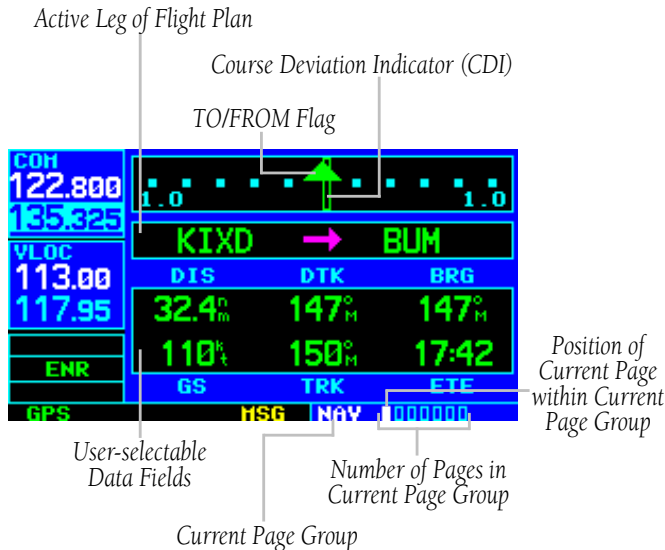 Active Leg of Flight Plan
Course Deviation Indicator (CDI)
TO/FROM Flag
COM
122.800
135.325
VLOC
113.00
117.95
ENR
GPS
1.0 1.0
KIXD → BUM
DIS DTK BRG
32.4nm 147°M 147°M
110kt 150°M 17:42
GS TRK ETE
MSG NAV
Position of
Current Page
within Current
Page Group
User-selectable
Data Fields
Number of Pages in
Current Page Group
Current Page Group